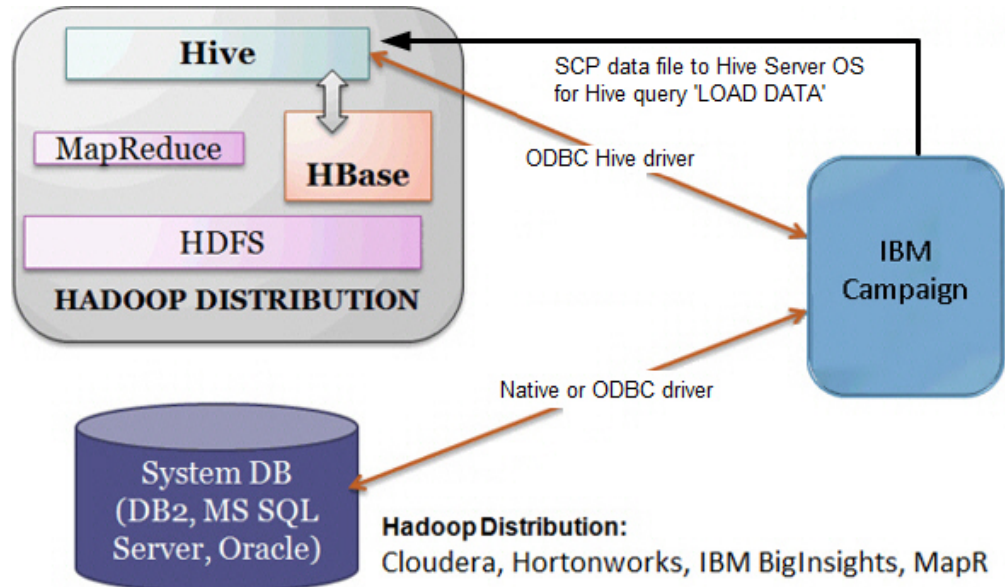 Hive
MapReduce
HBase
HDFS
HADOOP DISTRIBUTION
SCP data file to Hive Server OS
for Hive query 'LOAD DATA'
ODBC Hive driver
IBM
Campaign
Native or ODBC driver
System DB
(DB2, MS SQL
Server, Oracle)
Hadoop Distribution:
Cloudera, Hortonworks, IBM BigInsights, MapR